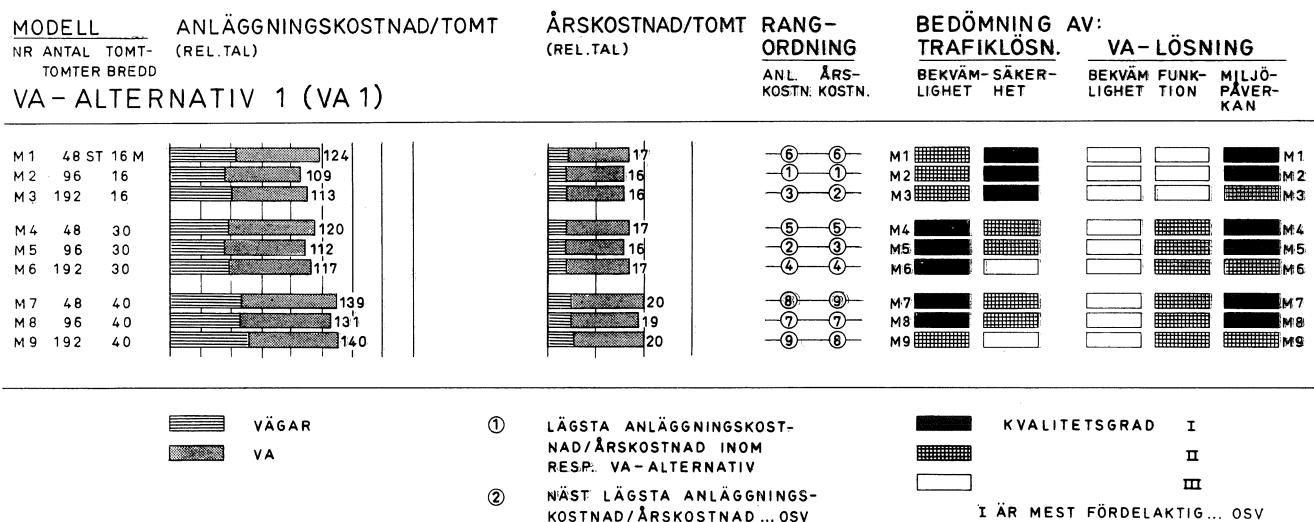 MODELL ANLÄGGNINGSKOSTNAD/TOMT ÅRSKOSTNAD/TOMT RANG- BEDÖMNING AV:
NR ANTAL TOMT- (REL.TAL) (REL.TAL) ORDNING TRAFIKLÖSN. VA-LÖSNING
TOMTER BREDD ANL. ÅRS- BEKVÄM- SÄKER- BEKVÄM FUNK- MILJÖ-
KOSTN. KOSTN. LIGHET HET LIGHET TION PÅVER-
KAN
VA-ALTERNATIV 1 (VA1)
M1 48 ST 16 M 124 17 6 6 M1 M1
M2 96 16 109 16 1 1 M2 M2
M3 192 16 113 16 3 2 M3 M3
M4 48 30 120 17 5 5 M4 M4
M5 96 30 112 16 2 3 M5 M5
M6 192 30 117 17 4 4 M6 M6
M7 48 40 139 20 8 9 M7 M7
M8 96 40 131 19 7 7 M8 M8
M9 192 40 140 20 9 8 M9 M9
VÄGAR
VA
1 LÄGSTA ANLÄGGNINGSKOST-
NAD/ÅRSKOSTNAD INOM
RESP. VA-ALTERNATIV
2 NÄST LÄGSTA ANLÄGGNINGS-
KOSTNAD/ÅRSKOSTNAD ... OSV
KVALITETSGRAD I
II
III
I ÄR MEST FÖRDELAKTIG ... OSV